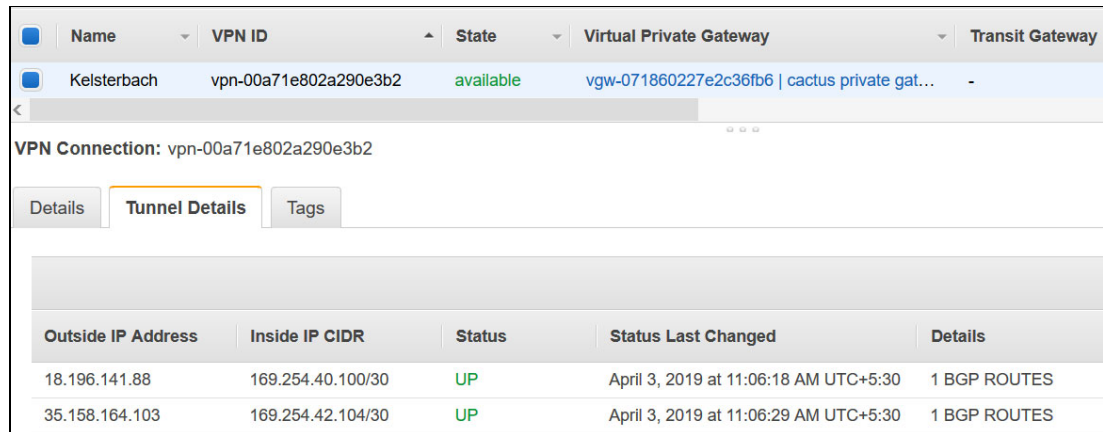 Name VPN ID State Virtual Private Gateway Transit Gateway
Kelsterbach vpn-00a71e802a290e3b2 available vgw-071860227e2c36fb6 | cactus private gat... -
VPN Connection: vpn-00a71e802a290e3b2
Details Tunnel Details Tags
Outside IP Address Inside IP CIDR Status Status Last Changed Details
18.196.141.88 169.254.40.100/30 UP April 3, 2019 at 11:06:18 AM UTC+5:30 1 BGP ROUTES
35.158.164.103 169.254.42.104/30 UP April 3, 2019 at 11:06:29 AM UTC+5:30 1 BGP ROUTES